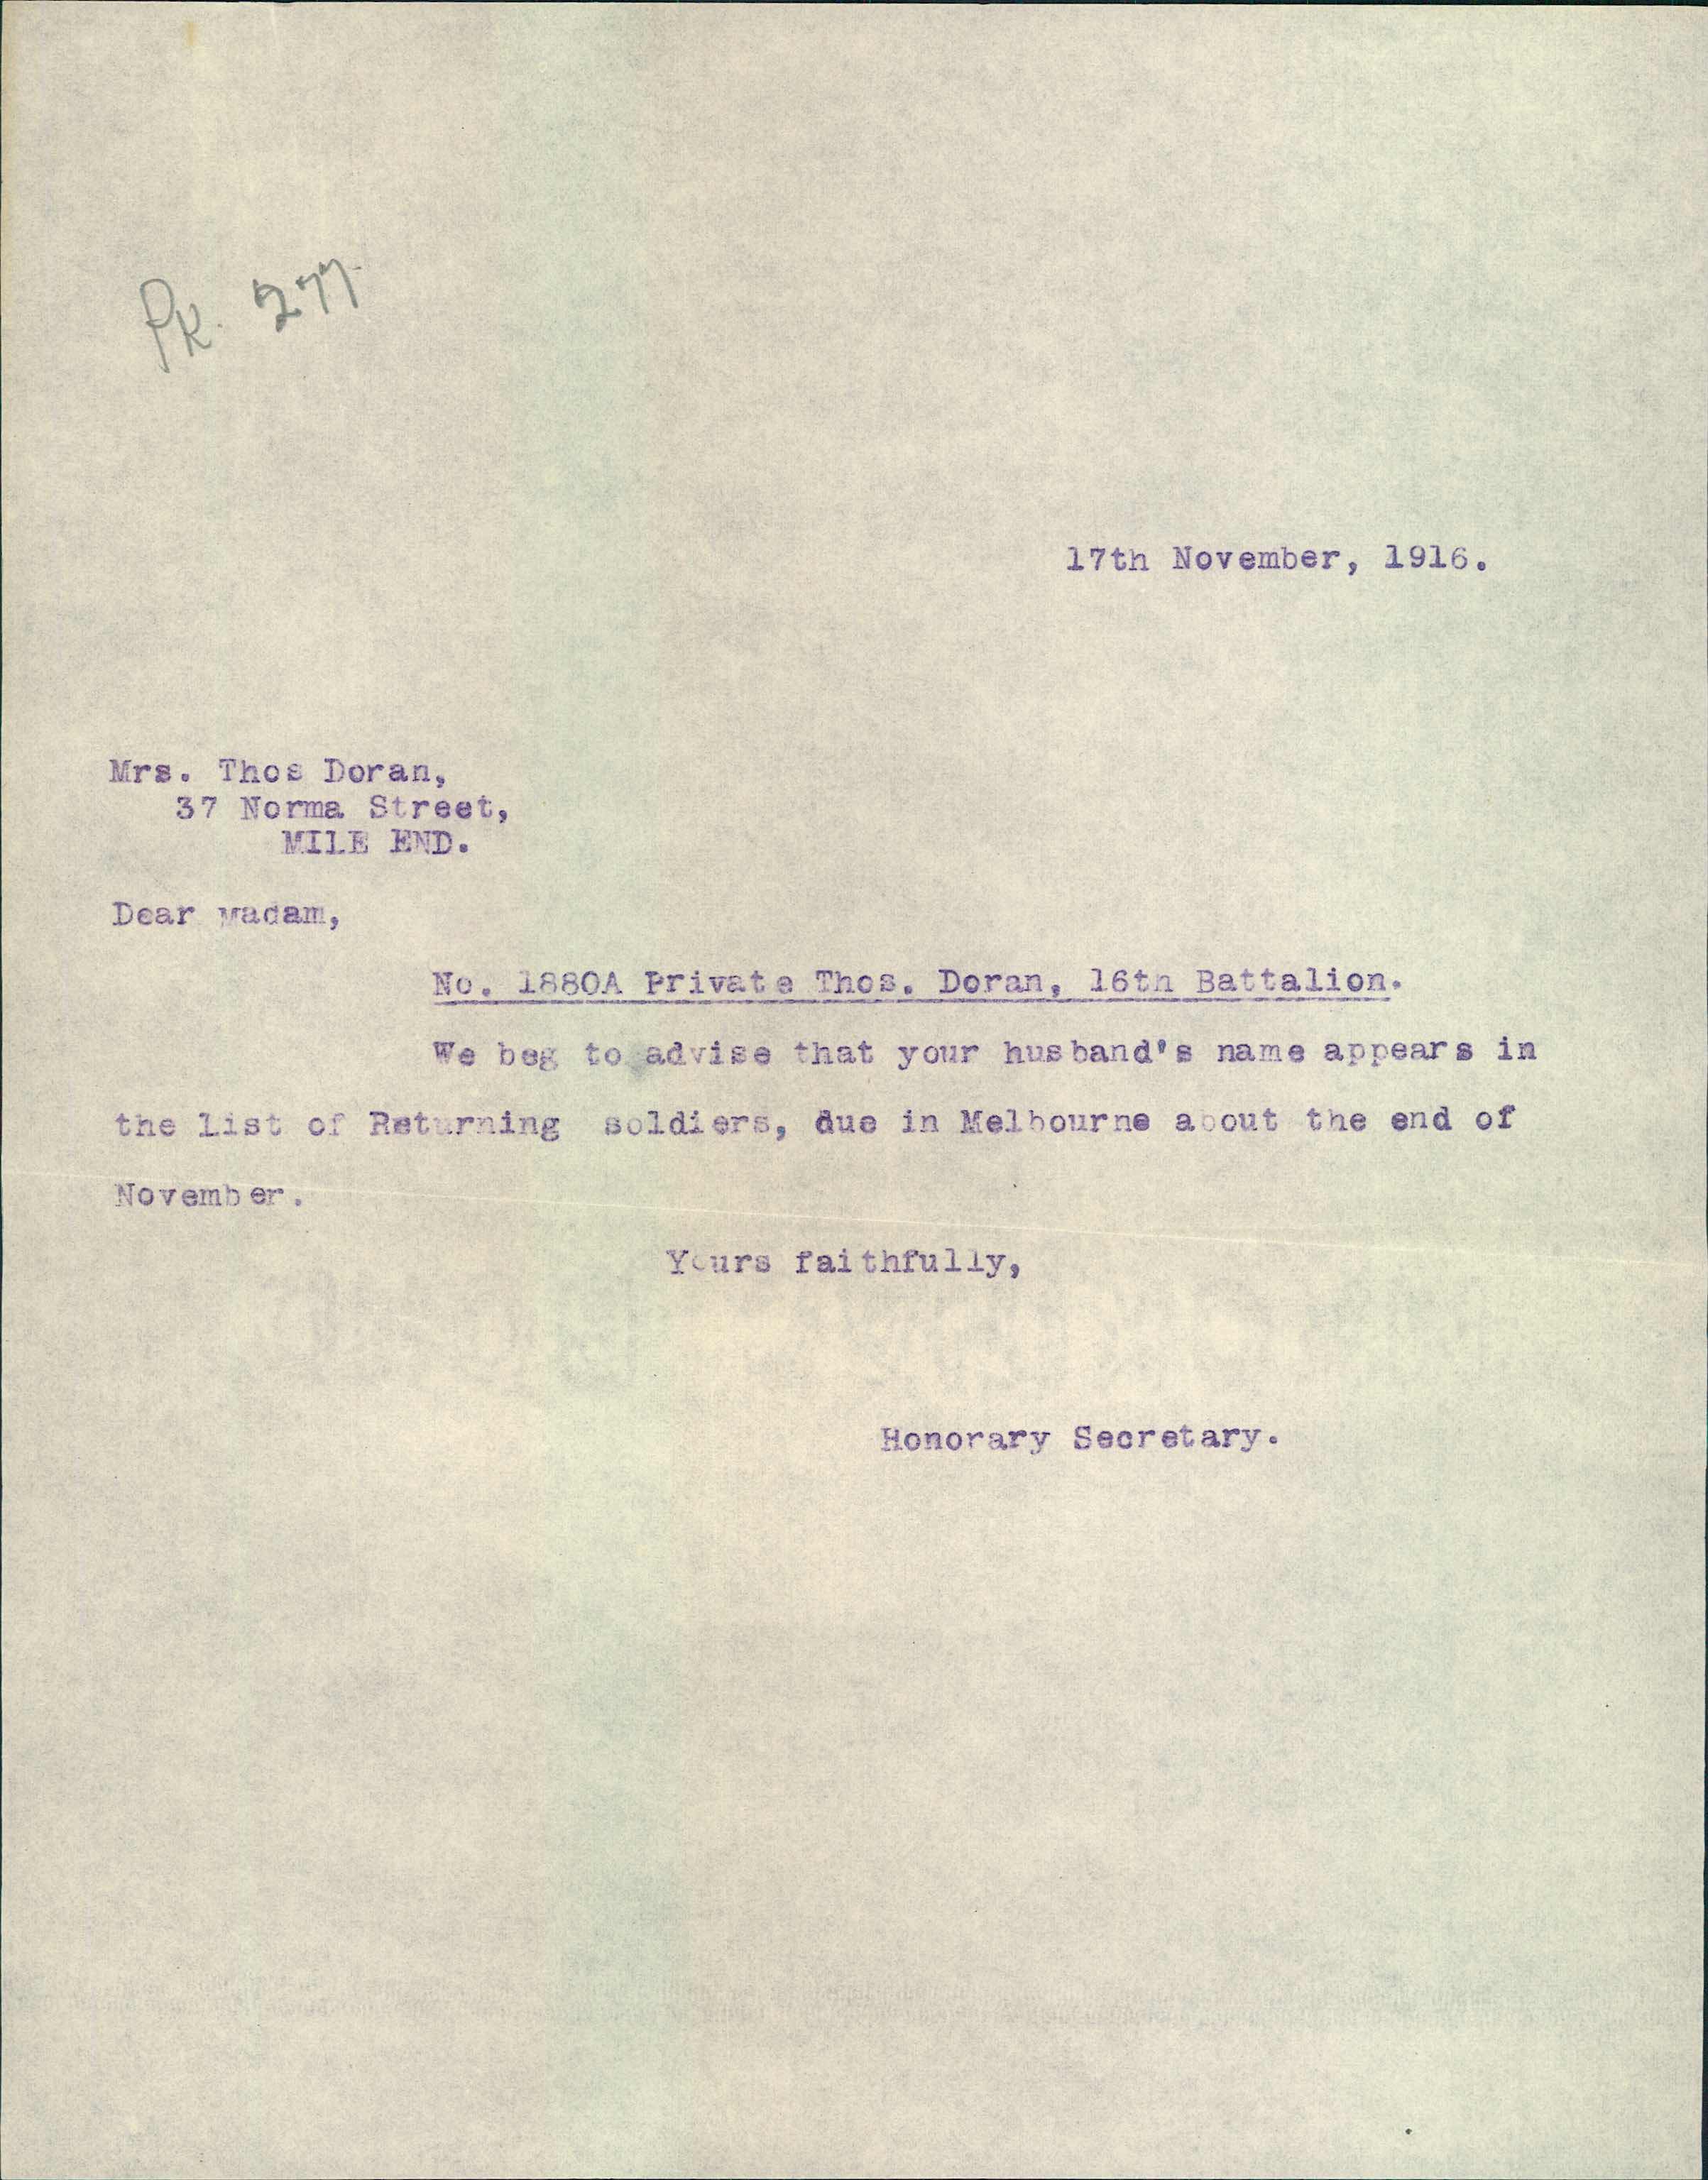 Pk. 277.
17th November, 1916.
Mrs. Thos Doran,
37 Norma Street,
MILE END.
Dear Madam,
No. 1880A Private Thos. Doran, 16th Battalion.
We beg to advise that your husband's name appears in
the List of Returning soldiers, due in Melbourne about the end of
November.
Yours faithfully,
Honorary Secretary.